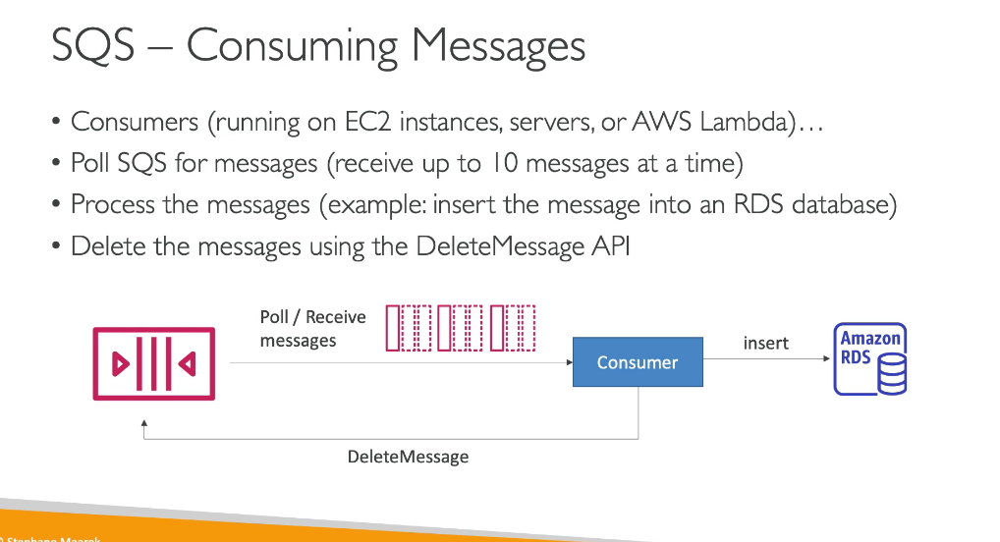 SQS – Consuming Messages
• Consumers (running on EC2 instances, servers, or AWS Lambda)…
• Poll SQS for messages (receive up to 10 messages at a time)
• Process the messages (example: insert the message into an RDS database)
• Delete the messages using the DeleteMessage API
Poll / Receive
messages
Consumer
insert
Amazon
RDS
DeleteMessage
Stephane Maarek